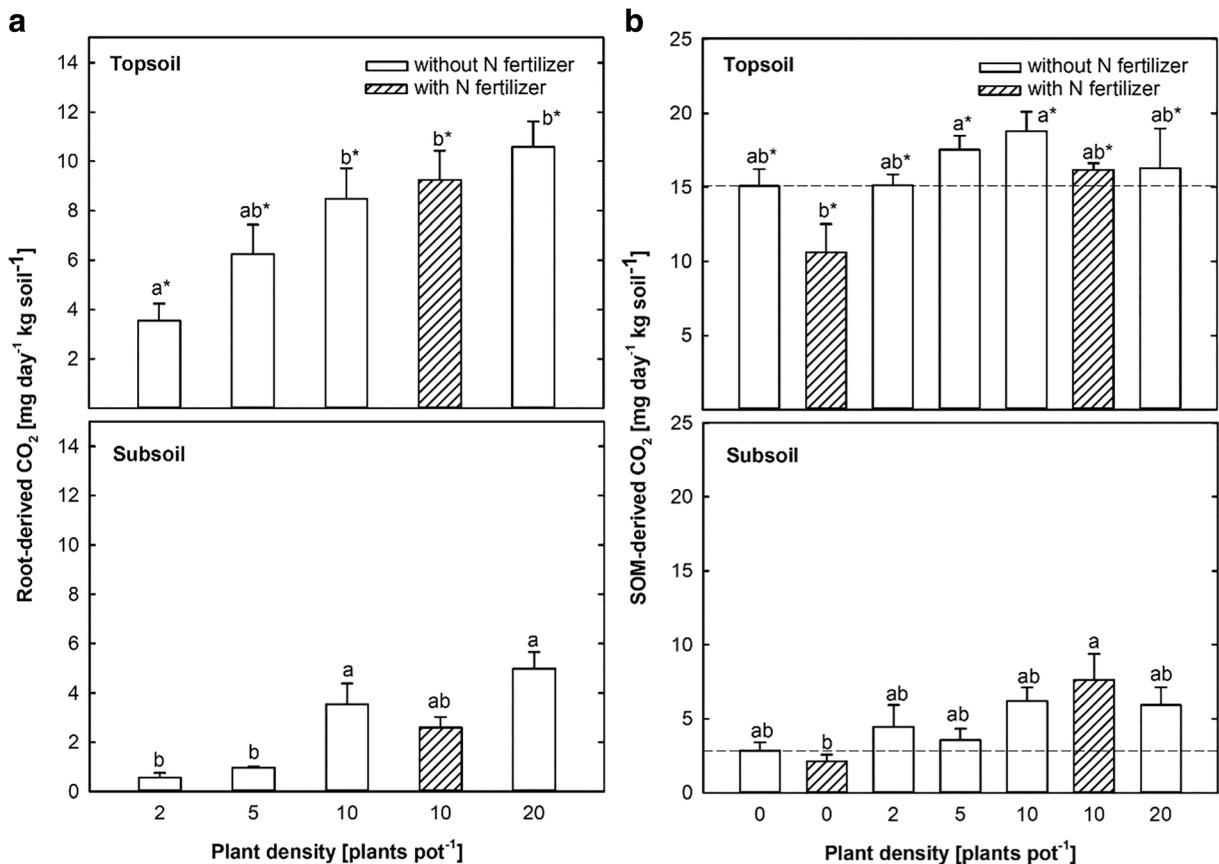 a
Root-derived CO₂ [mg day⁻¹ kg soil⁻¹]
Topsoil
without N fertilizer
with N fertilizer
14
12
10
8
6
4
2
a*
ab*
b*
b*
b*
Subsoil
14
12
10
8
6
4
2
0
b
b
a
ab
a
2 5 10 10 20
Plant density [plants pot⁻¹]
b
SOM-derived CO₂ [mg day⁻¹ kg soil⁻¹]
Topsoil
without N fertilizer
with N fertilizer
25
20
15
10
5
ab*
b*
ab*
a*
a*
ab*
ab*
Subsoil
25
20
15
10
5
0
ab
b
ab
ab
ab
a
ab
0 0 2 5 10 10 20
Plant density [plants pot⁻¹]